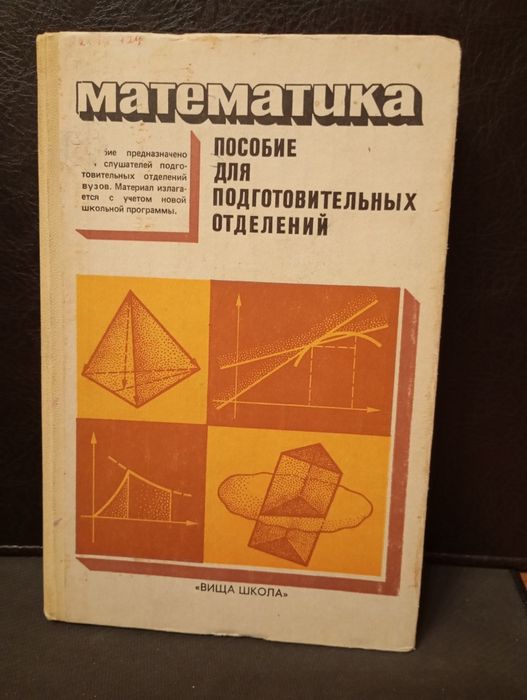 математика
предназначено
слушателей подго-
товительных отделений
вузов. Материал излага-
ется с учетом новой
школьной программы.
ПОСОБИЕ
ДЛЯ
ПОДГОТОВИТЕЛЬНЫХ
ОТДЕЛЕНИЙ
«ВИЩА ШКОЛА»